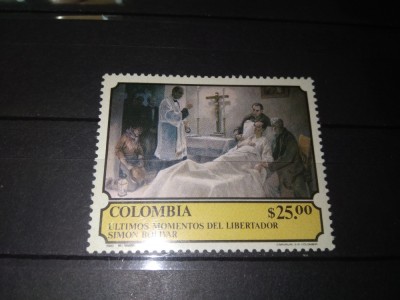 COLOMBIA $25.00
ULTIMOS MOMENTOS DEL LIBERTADOR
SIMON BOLIVAR